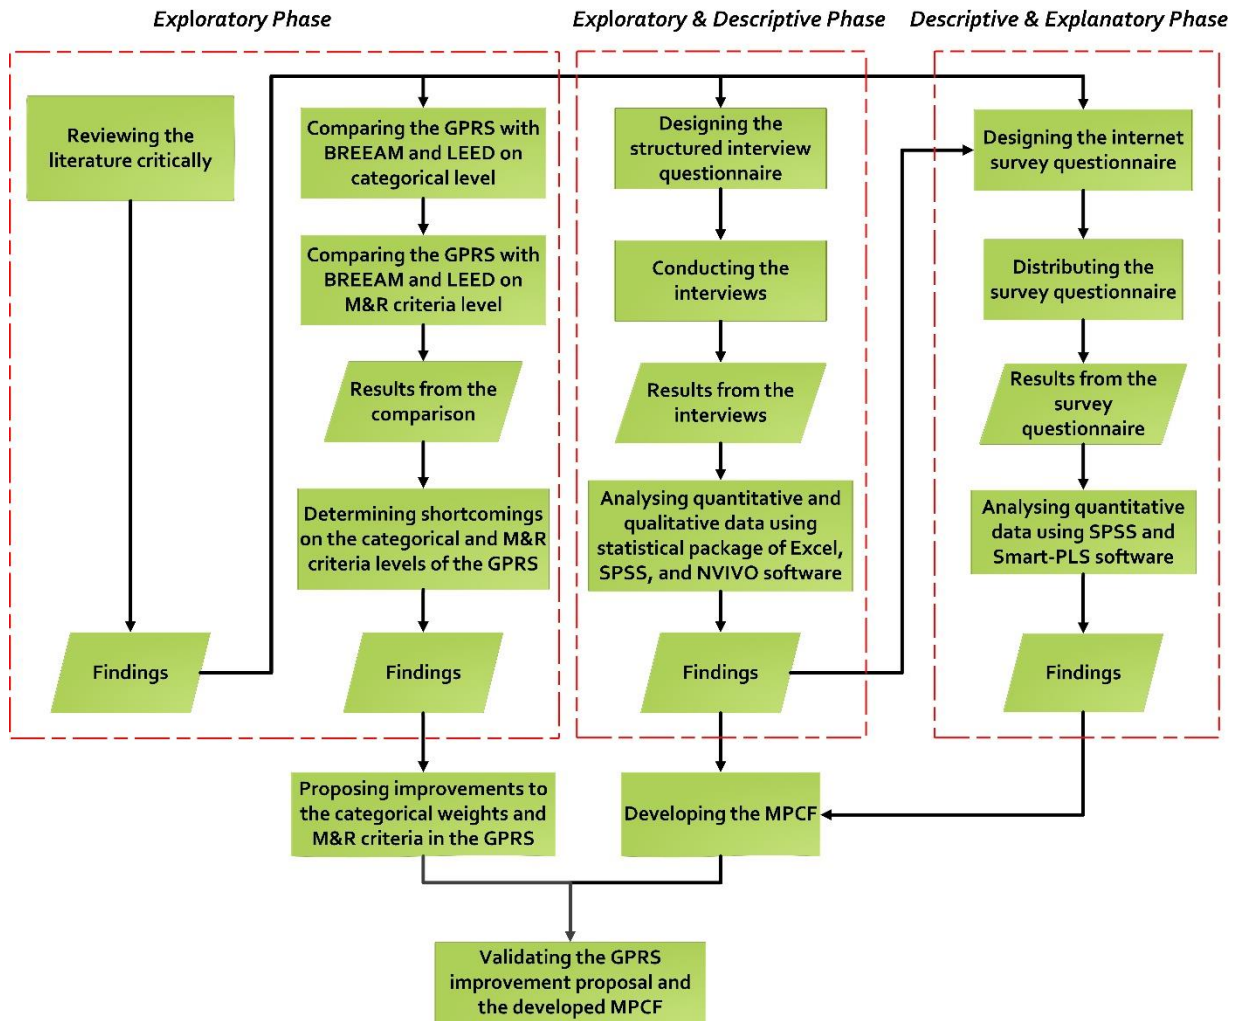 Exploratory Phase
Exploratory & Descriptive Phase
Descriptive & Explanatory Phase
Reviewing the
literature critically
Findings
Comparing the GPRS with
BREEAM and LEED on
categorical level
Comparing the GPRS with
BREEAM and LEED on
M&R criteria level
Results from the
comparison
Determining shortcomings
on the categorical and M&R
criteria levels of the GPRS
Findings
Proposing improvements to
the categorical weights and
M&R criteria in the GPRS
Designing the
structured interview
questionnaire
Conducting the
interviews
Results from the
interviews
Analysing quantitative and
qualitative data using
statistical package of Excel,
SPSS, and NVIVO software
Findings
Developing the MPCF
Designing the internet
survey questionnaire
Distributing the
survey questionnaire
Results from the
survey
questionnaire
Analysing quantitative
data using SPSS and
Smart-PLS software
Findings
Validating the GPRS
improvement proposal and
the developed MPCF